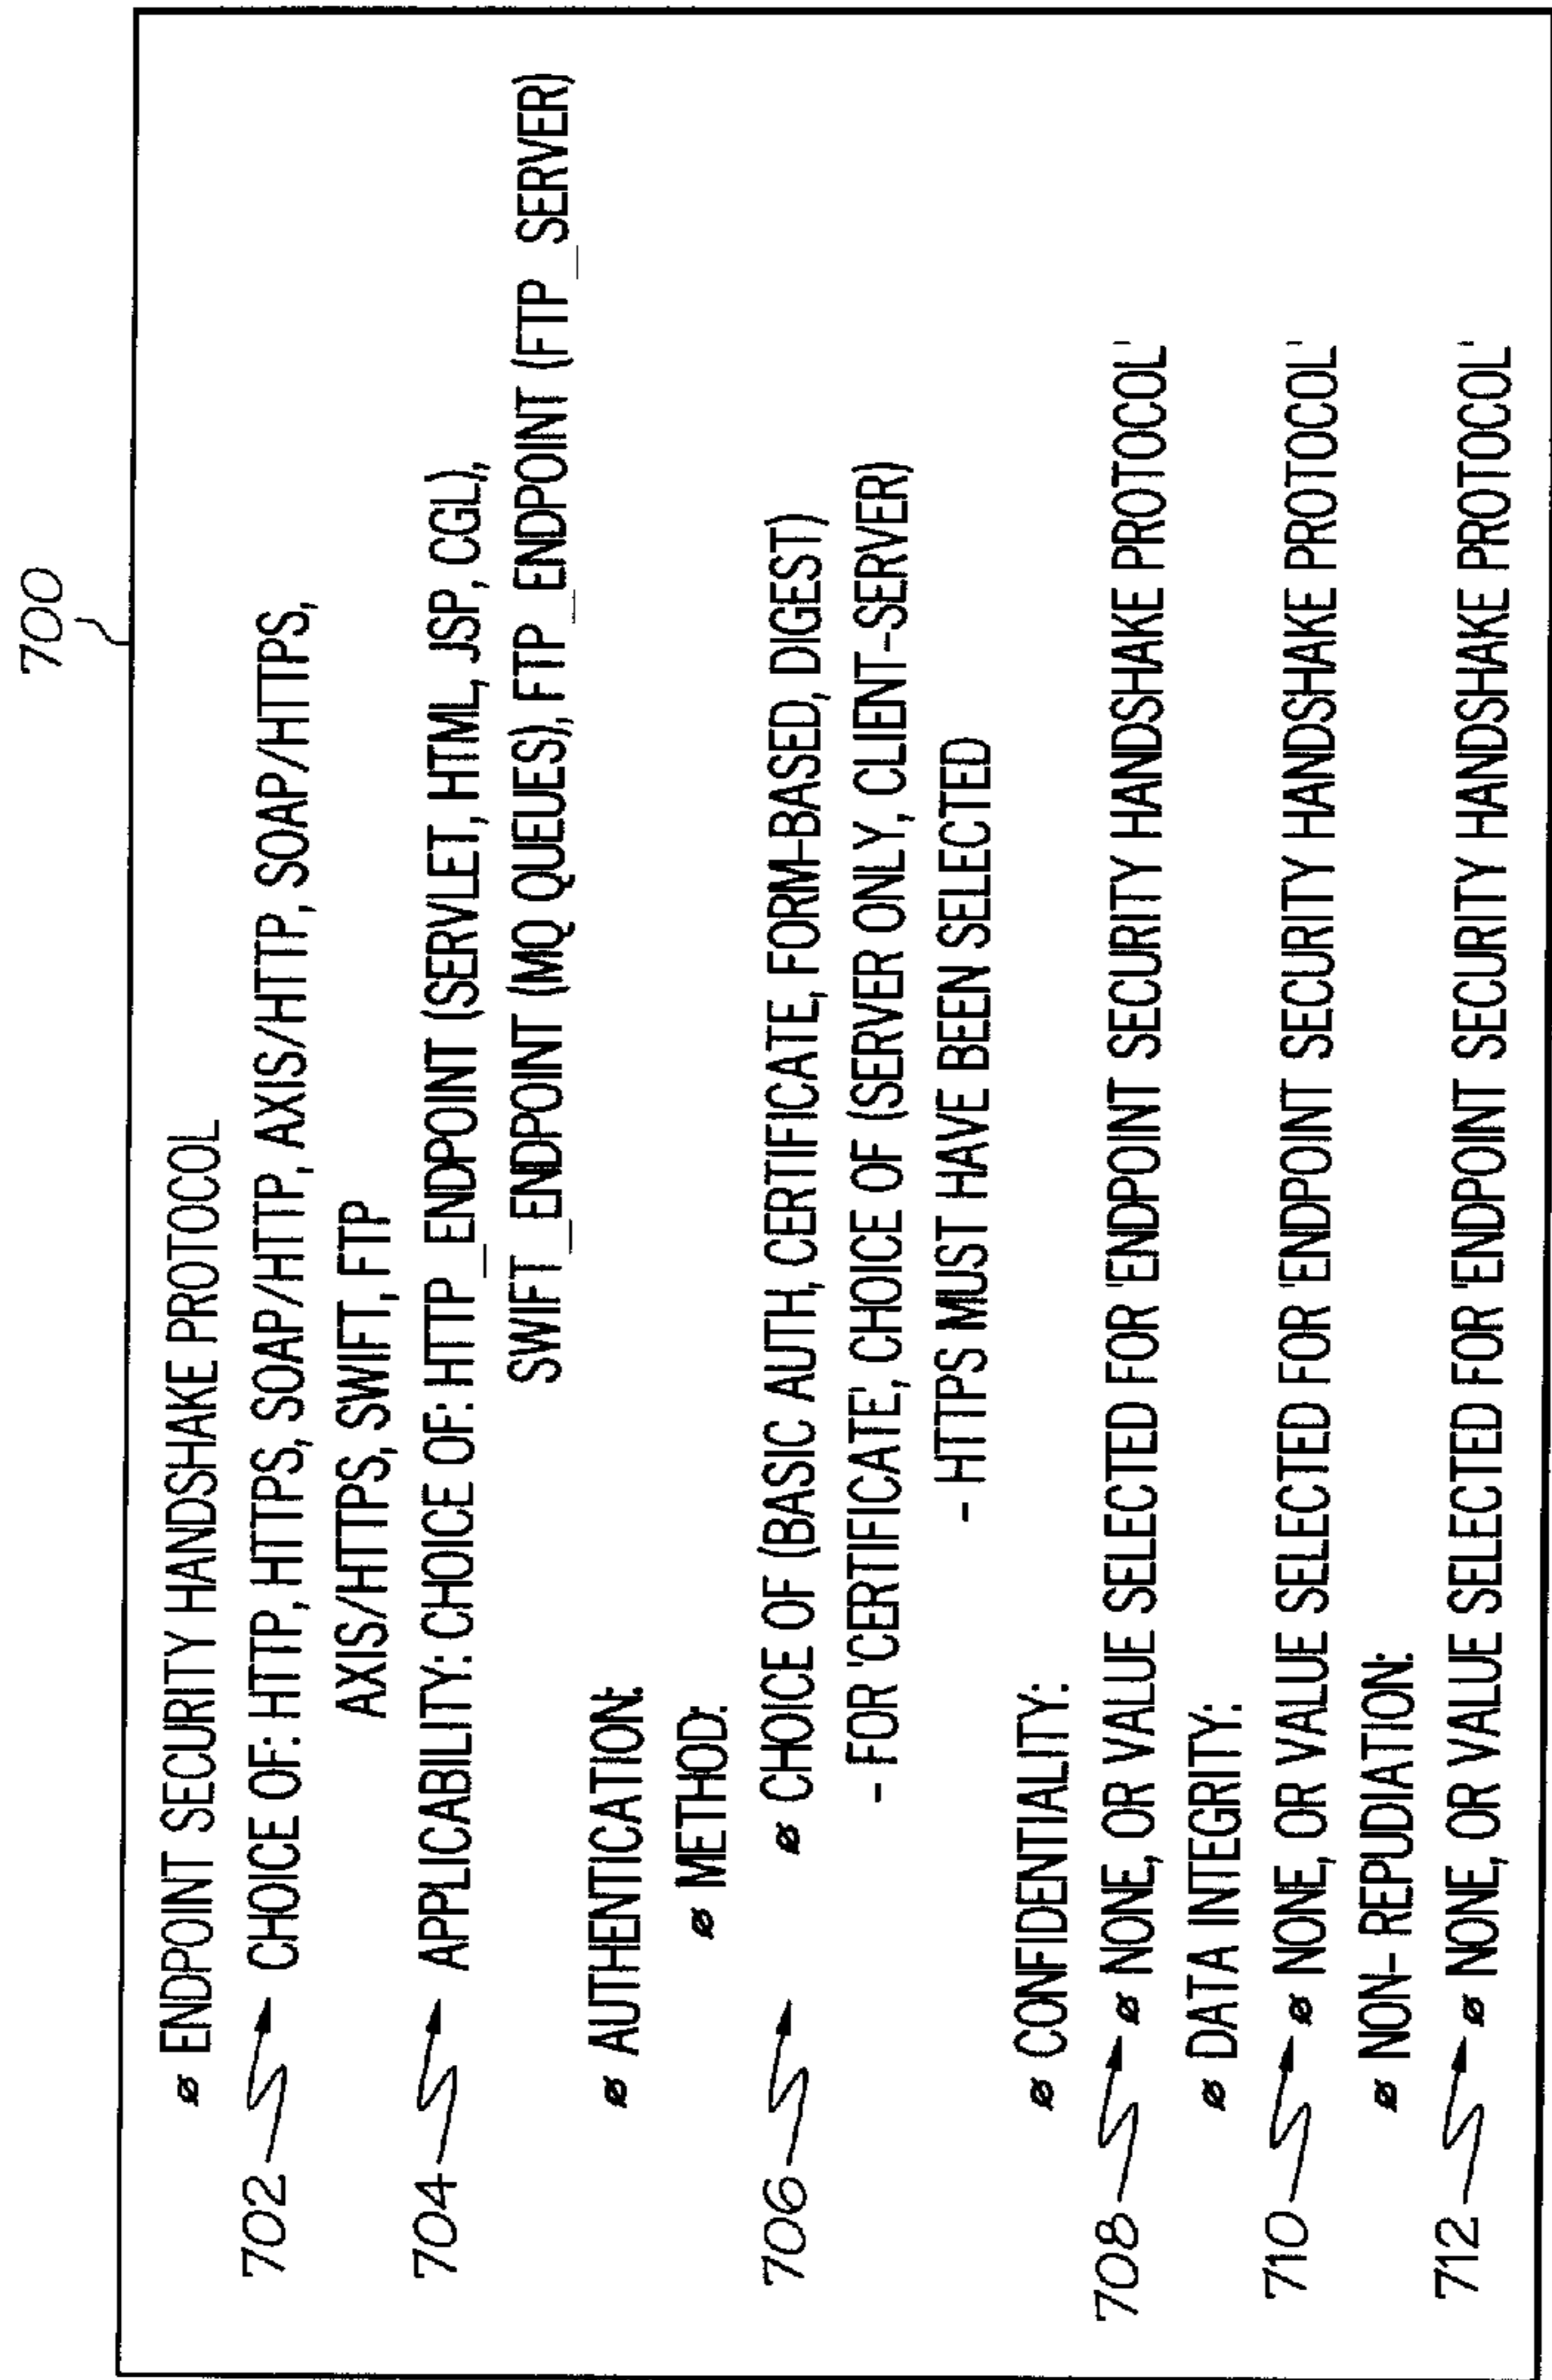 700
ø ENDPOINT SECURITY HANDSHAKE PROTOCOL
702 CHOICE OF: HTTP, HTTPS, SOAP/HTTP, AXIS/HTTP, SOAP/HTTPS,
AXIS/HTTPS, SWIFT, FTP
704 APPLICABILITY: CHOICE OF: HTTP_ENDPOINT (SERVLET, HTML, JSP, CGL),
SWIFT_ENDPOINT (MQ QUEUES), FTP_ENDPOINT (FTP_SERVER)
ø AUTHENTICATION:
ø METHOD:
706 ø CHOICE OF (BASIC AUTH, CERTIFICATE, FORM-BASED, DIGEST)
- FOR 'CERTIFICATE', CHOICE OF (SERVER ONLY, CLIENT-SERVER)
- HTTPS MUST HAVE BEEN SELECTED
ø CONFIDENTIALITY:
708 ø NONE, OR VALUE SELECTED FOR 'ENDPOINT SECURITY HANDSHAKE PROTOCOL'
ø DATA INTEGRITY:
710 ø NONE, OR VALUE SELECTED FOR 'ENDPOINT SECURITY HANDSHAKE PROTOCOL'
ø NON-REPUDIATION:
712 ø NONE, OR VALUE SELECTED FOR 'ENDPOINT SECURITY HANDSHAKE PROTOCOL'